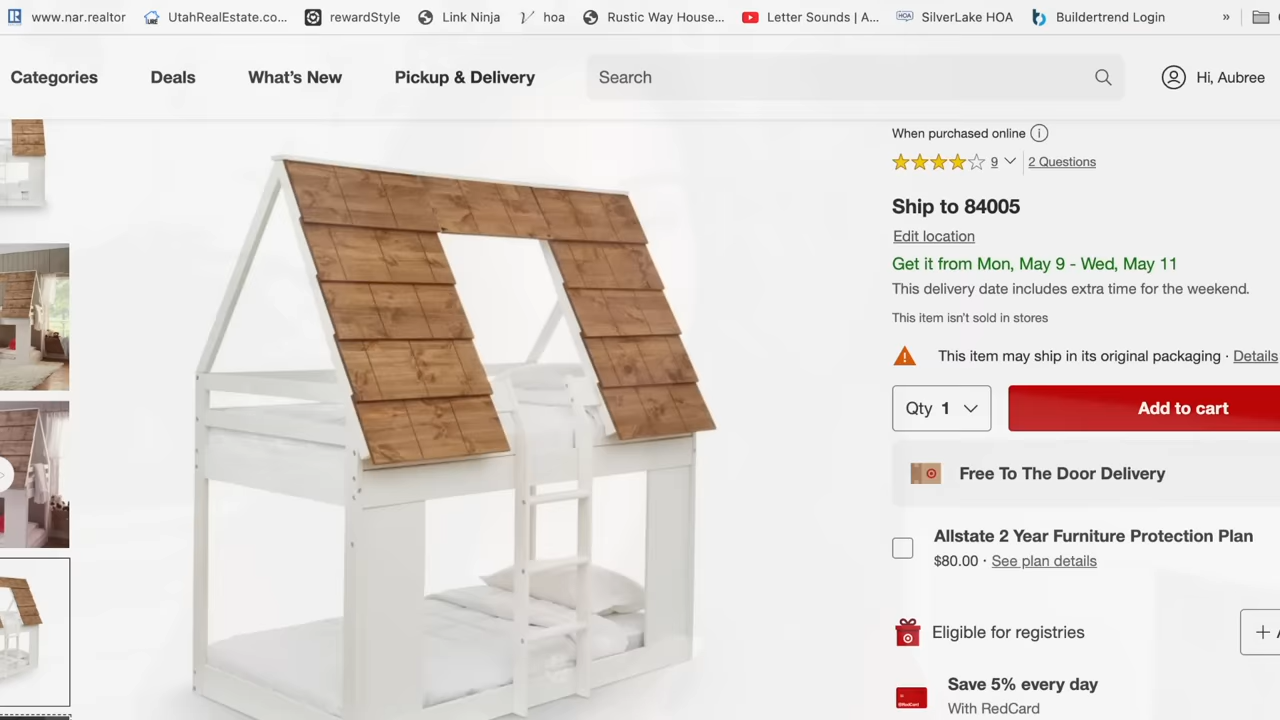 www.nar.realtor UtahRealEstate.co... rewardStyle Link Ninja hoa Rustic Way House... Letter Sounds | A... HOA SilverLake HOA Buildertrend Login »
Categories Deals What's New Pickup & Delivery Search Hi, Aubree
When purchased online
9 2 Questions
Ship to 84005
Edit location
Get it from Mon, May 9 - Wed, May 11
This delivery date includes extra time for the weekend.
This item isn't sold in stores
This item may ship in its original packaging · Details
Qty 1 Add to cart
Free To The Door Delivery
Allstate 2 Year Furniture Protection Plan
$80.00 · See plan details
Eligible for registries
Save 5% every day
With RedCard